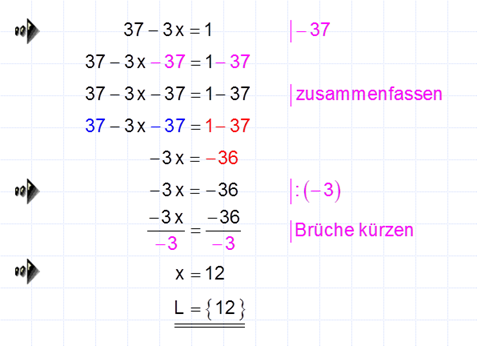 37 – 3x = 1 | – 37
37 – 3x – 37 = 1 – 37
37 – 3x – 37 = 1 – 37 | zusammenfassen
37 – 3x – 37 = 1 – 37
–3x = –36
–3x = –36 | : (–3)
–3x / –3 = –36 / –3 | Brüche kürzen
x = 12
L = {12}